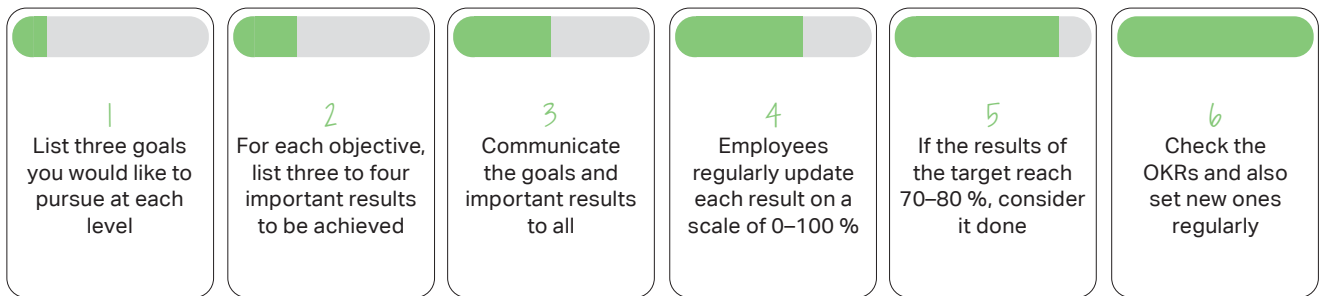 1
List three goals
you would like to
pursue at each
level
2
For each objective,
list three to four
important results
to be achieved
3
Communicate
the goals and
important results
to all
4
Employees
regularly update
each result on a
scale of 0–100 %
5
If the results of
the target reach
70–80 %, consider
it done
6
Check the
OKRs and also
set new ones
regularly